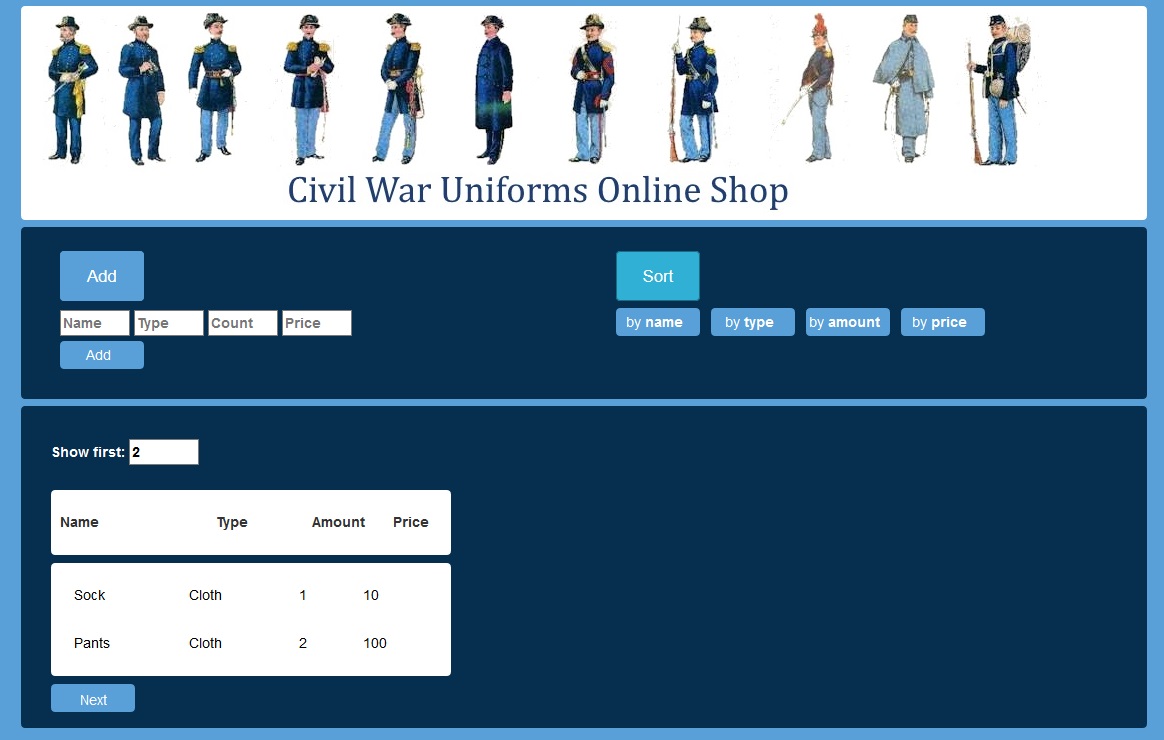 Civil War Uniforms Online Shop
Add
Name Type Count Price
Add
Sort
by name by type by amount by price
Show first: 2
Name Type Amount Price
Sock Cloth 1 10
Pants Cloth 2 100
Next